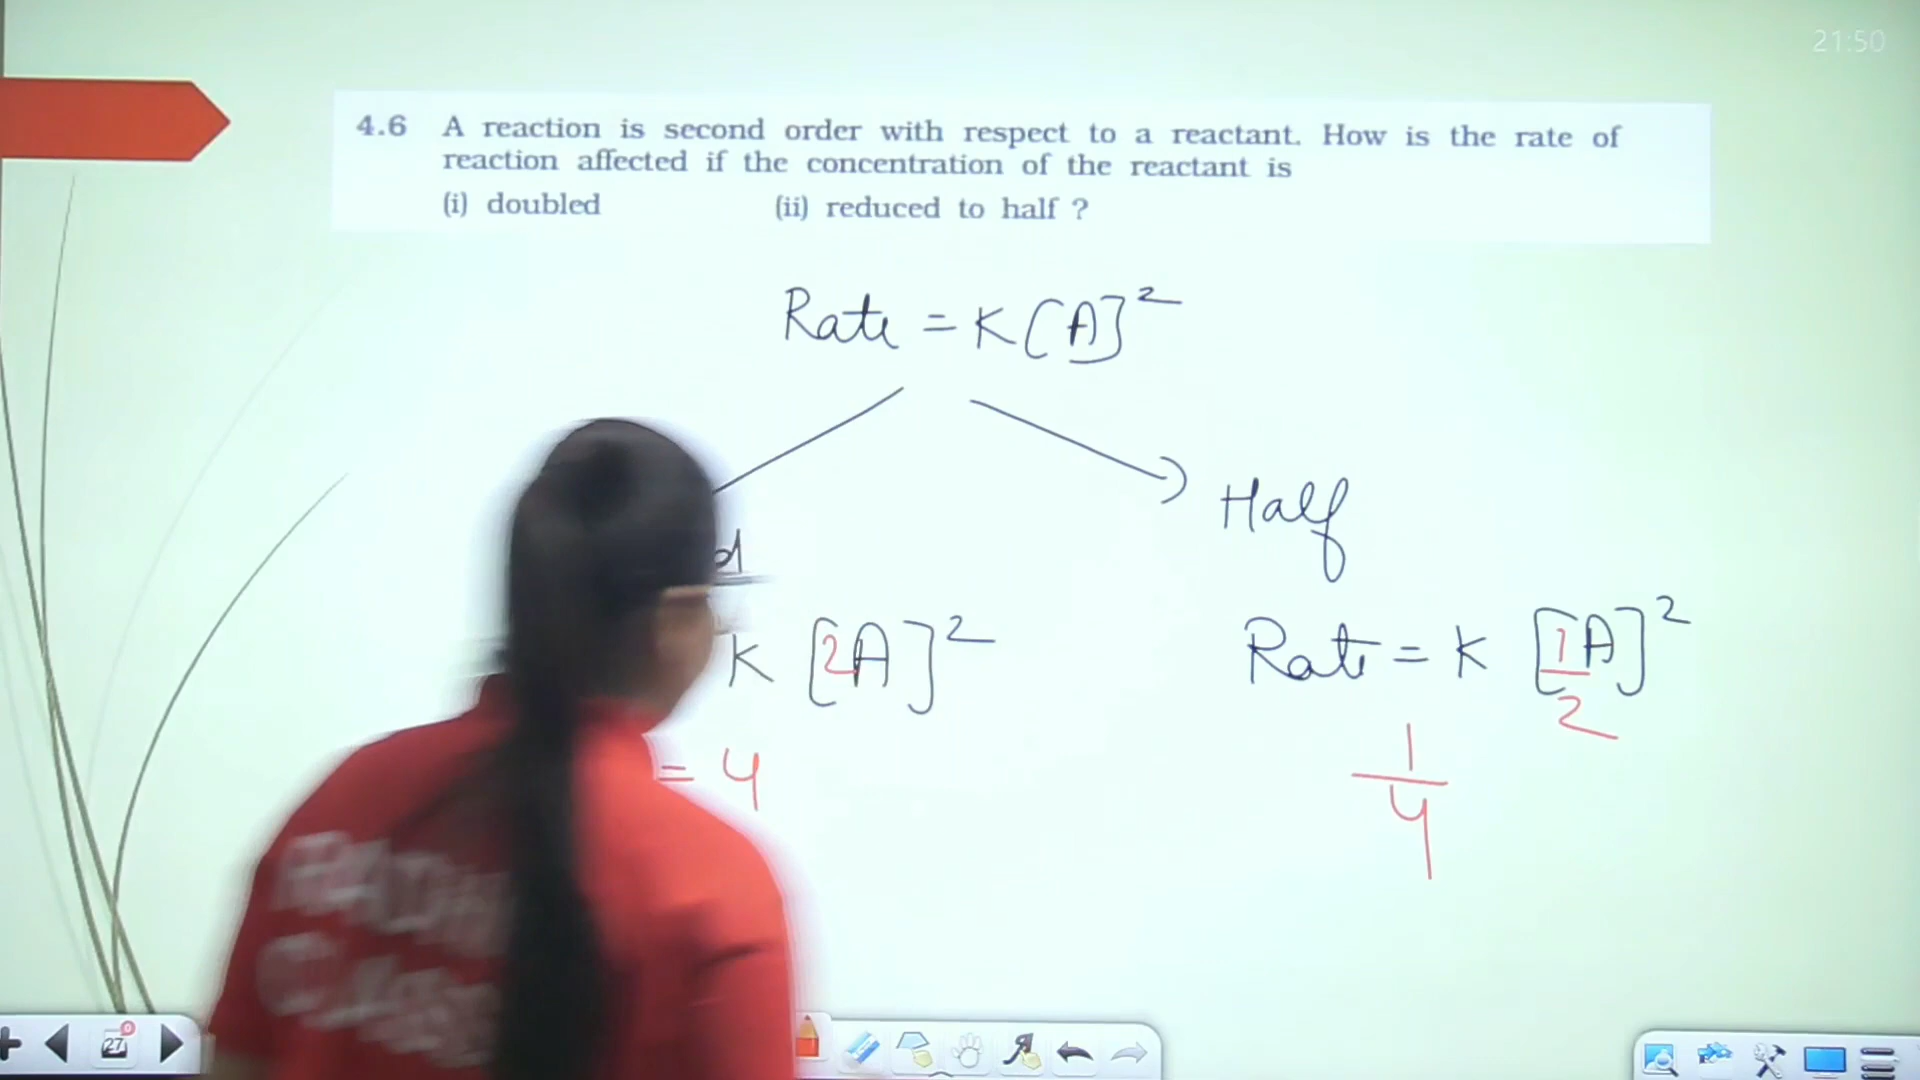 21:50
4.6 A reaction is second order with respect to a reactant. How is the rate of
reaction affected if the concentration of the reactant is
(i) doubled (ii) reduced to half ?
Rate = K[A]²
Half
d
K [2A]²
Rate = K [1/2 A]²
= 4
1/4
27
0